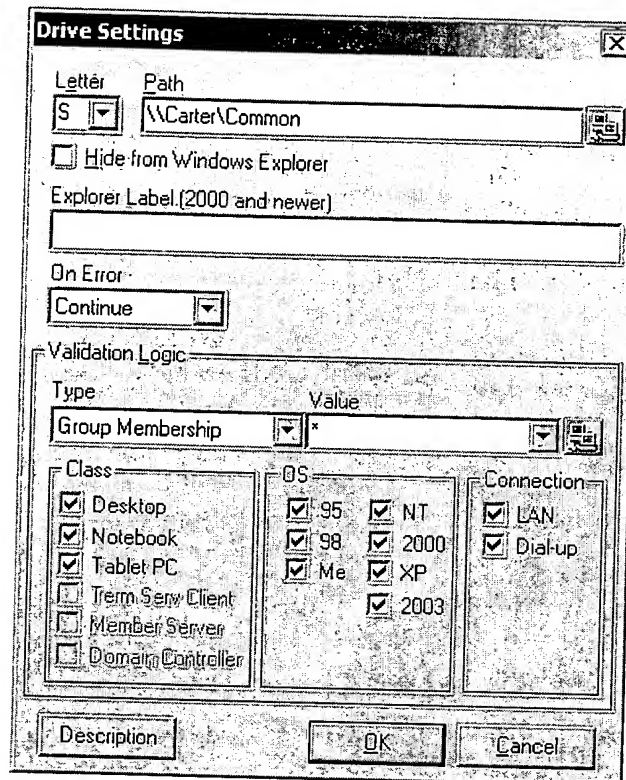 Drive Settings
Letter Path
S \\Carter\Common
Hide from Windows Explorer
Explorer Label (2000 and newer)
On Error
Continue
Validation Logic
Type Value
Group Membership *
Class OS Connection
Desktop 95 NT LAN
Notebook 98 2000 Dial-up
Tablet PC Me XP
Term Serv Client 2003
Member Server
Domain Controller
Description OK Cancel